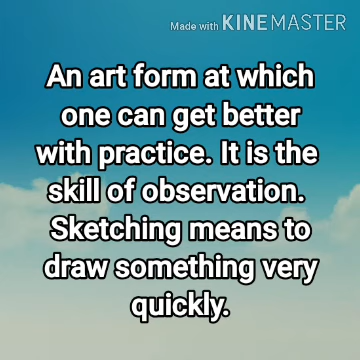 Made with KINEMASTER
An art form at which
one can get better
with practice. It is the
skill of observation.
Sketching means to
draw something very
quickly.